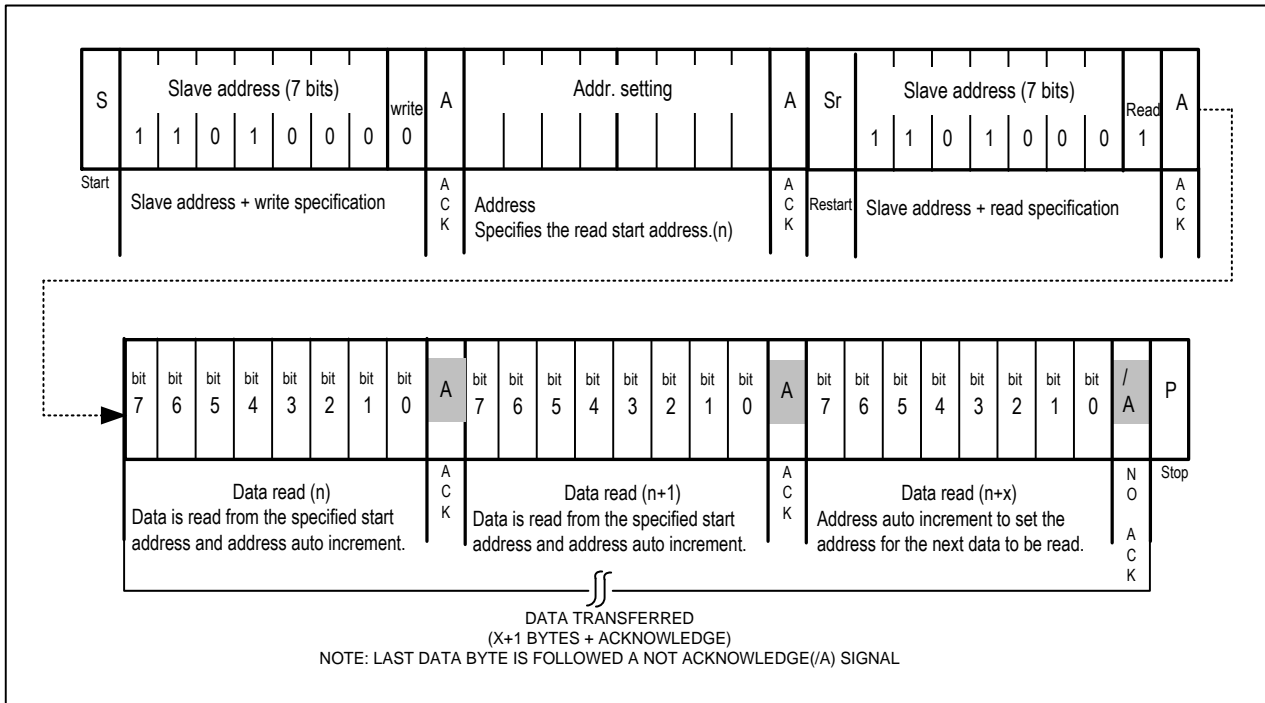 S Slave address (7 bits) write A Addr. setting A Sr Slave address (7 bits) Read A
1 1 0 1 0 0 0 0 1 1 0 1 0 0 0 1
Start Slave address + write specification ACK Address ACK Restart Slave address + read specification ACK
Specifies the read start address.(n)
bit bit bit bit bit bit bit bit A bit bit bit bit bit bit bit bit A bit bit bit bit bit bit bit bit /A P
7 6 5 4 3 2 1 0 7 6 5 4 3 2 1 0 7 6 5 4 3 2 1 0
Data read (n) ACK Data read (n+1) ACK Data read (n+x) NO ACK Stop
Data is read from the specified start Data is read from the specified start Address auto increment to set the
address and address auto increment. address and address auto increment. address for the next data to be read.
DATA TRANSFERRED
(X+1 BYTES + ACKNOWLEDGE)
NOTE: LAST DATA BYTE IS FOLLOWED A NOT ACKNOWLEDGE(/A) SIGNAL